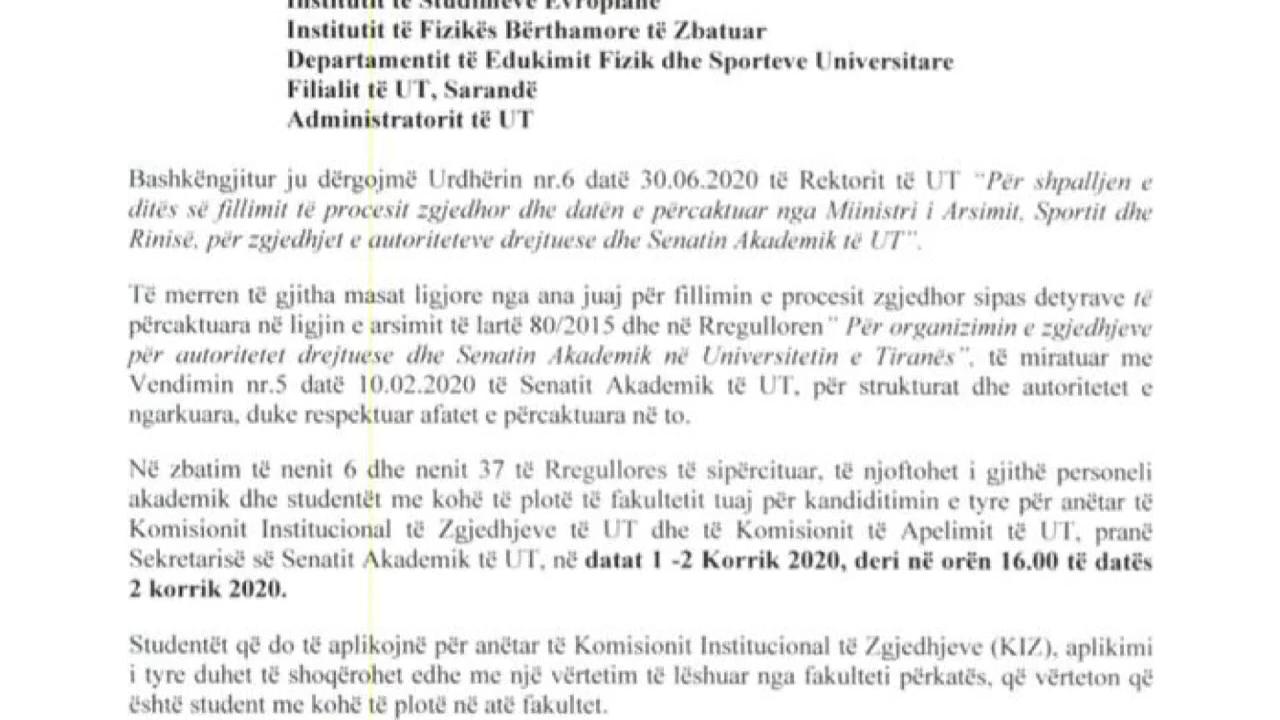 Institutit të Studimeve Evropiane
Institutit të Fizikës Bërthamore të Zbatuar
Departamentit të Edukimit Fizik dhe Sporteve Universitare
Filialit të UT, Sarandë
Administratorit të UT
Bashkëngjitur ju dërgojmë Urdhërin nr.6 datë 30.06.2020 të Rektorit të UT "Për shpalljen e
ditës së fillimit të procesit zgjedhor dhe datën e përcaktuar nga Miinistri i Arsimit, Sportit dhe
Rinisë, për zgjedhjet e autoriteteve drejtuese dhe Senatin Akademik të UT".
Të merren të gjitha masat ligjore nga ana juaj për fillimin e procesit zgjedhor sipas detyrave të
përcaktuara në ligjin e arsimit të lartë 80/2015 dhe në Rregulloren" Për organizimin e zgjedhjeve
për autoritetet drejtuese dhe Senatin Akademik në Universitetin e Tiranës", të miratuar me
Vendimin nr.5 datë 10.02.2020 të Senatit Akademik të UT, për strukturat dhe autoritetet e
ngarkuara, duke respektuar afatet e përcaktuara në to.
Në zbatim të nenit 6 dhe nenit 37 të Rregullores të sipërcituar, të njoftohet i gjithë personeli
akademik dhe studentët me kohë të plotë të fakultetit tuaj për kandiditimin e tyre për anëtar të
Komisionit Institucional të Zgjedhjeve të UT dhe të Komisionit të Apelimit të UT, pranë
Sekretarisë së Senatit Akademik të UT, në datat 1 -2 Korrik 2020, deri në orën 16.00 të datës
2 korrik 2020.
Studentët që do të aplikojnë për anëtar të Komisionit Institucional të Zgjedhjeve (KIZ), aplikimi
i tyre duhet të shoqërohet edhe me një vërtetim të lëshuar nga fakulteti përkatës, që vërteton që
është student me kohë të plotë në atë fakultet.